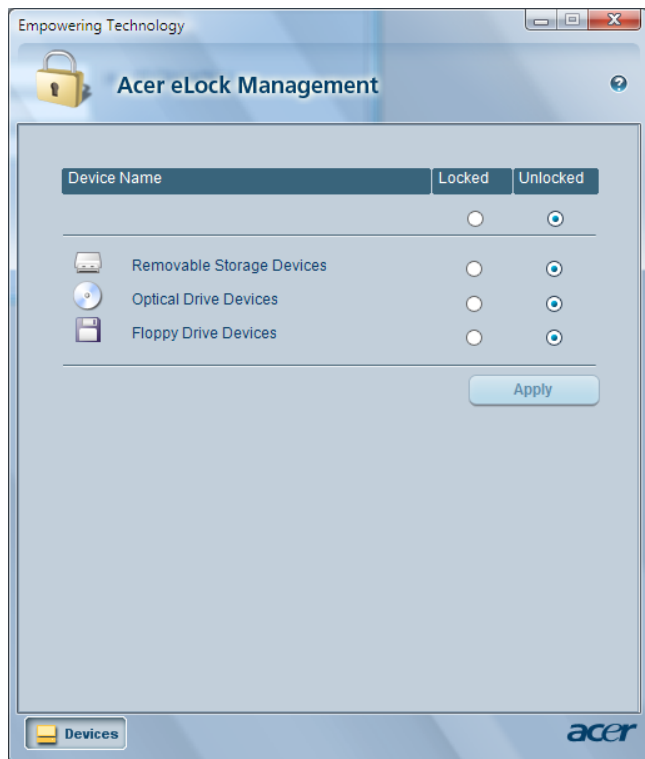 Empowering Technology
Acer eLock Management
Device Name Locked Unlocked
Removable Storage Devices
Optical Drive Devices
Floppy Drive Devices
Apply
Devices
acer